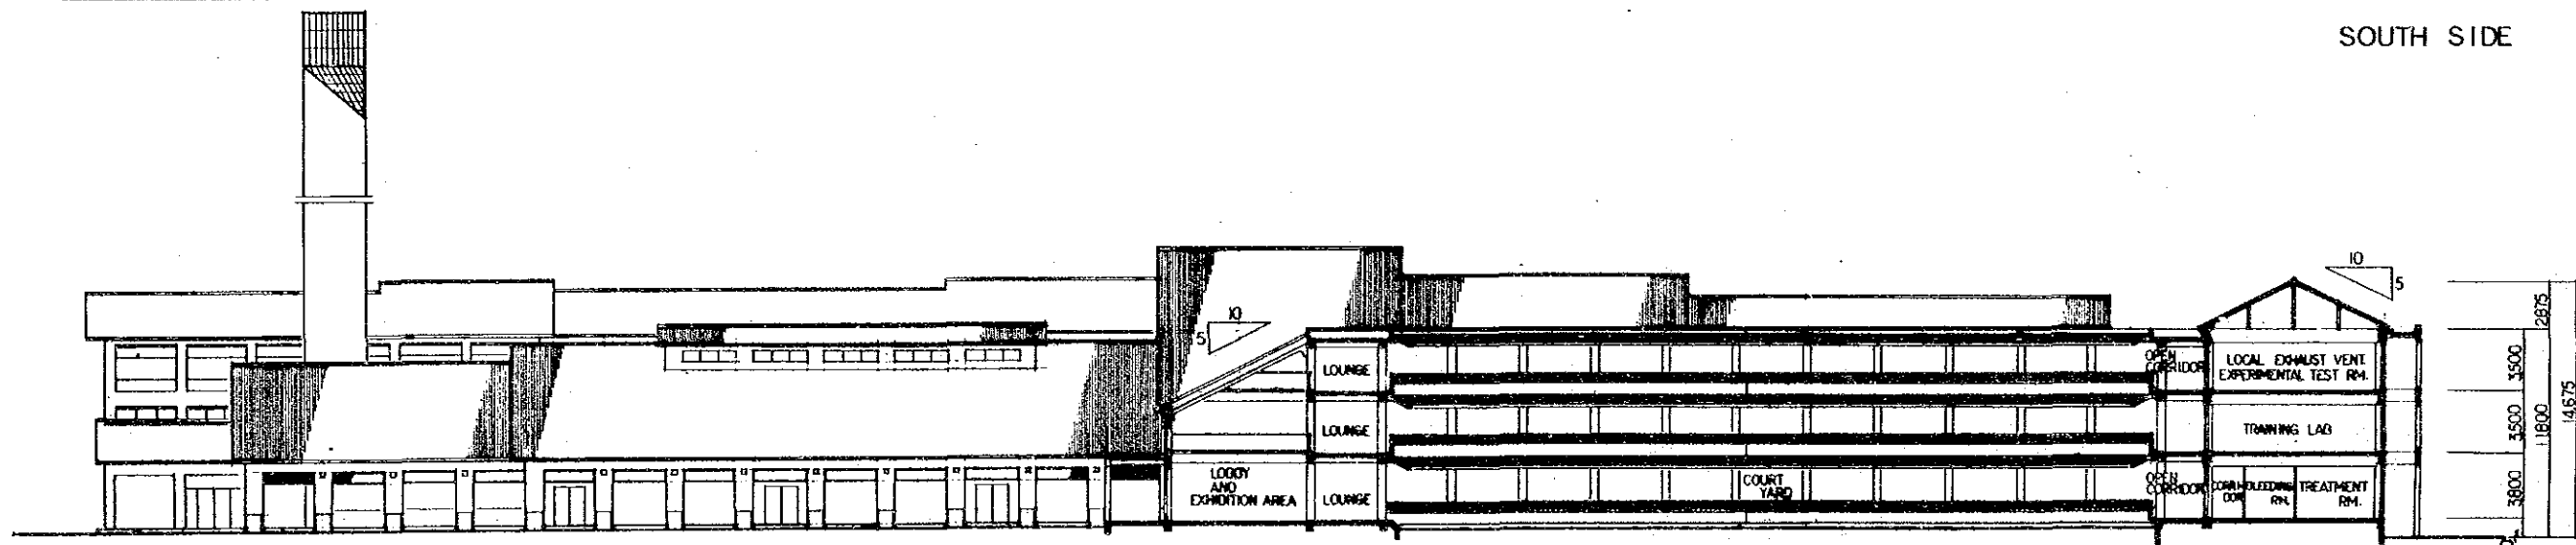 SOUTH SIDE
10
5
10
5
2875
LOUNGE
OPEN
CORRIDOR
LOCAL EXHAUST VENT.
EXPERIMENTAL TEST RM.
3500
LOUNGE
TRAINING LAB
3500
11800
14675
LOBBY
AND
EXHIBITION AREA
LOUNGE
COURT
YARD
OPEN
CORRIDOR
TREATMENT
RM.
RM.
3800